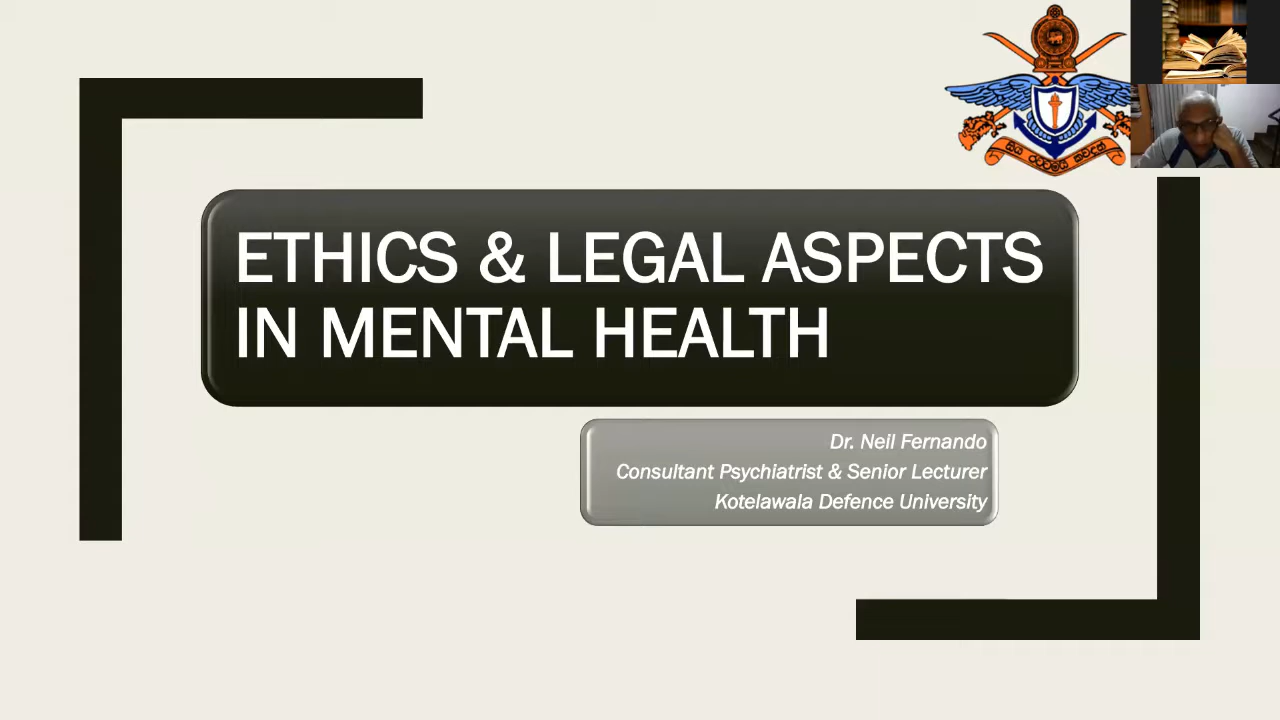 ETHICS & LEGAL ASPECTS
IN MENTAL HEALTH
Dr. Neil Fernando
Consultant Psychiatrist & Senior Lecturer
Kotelawala Defence University